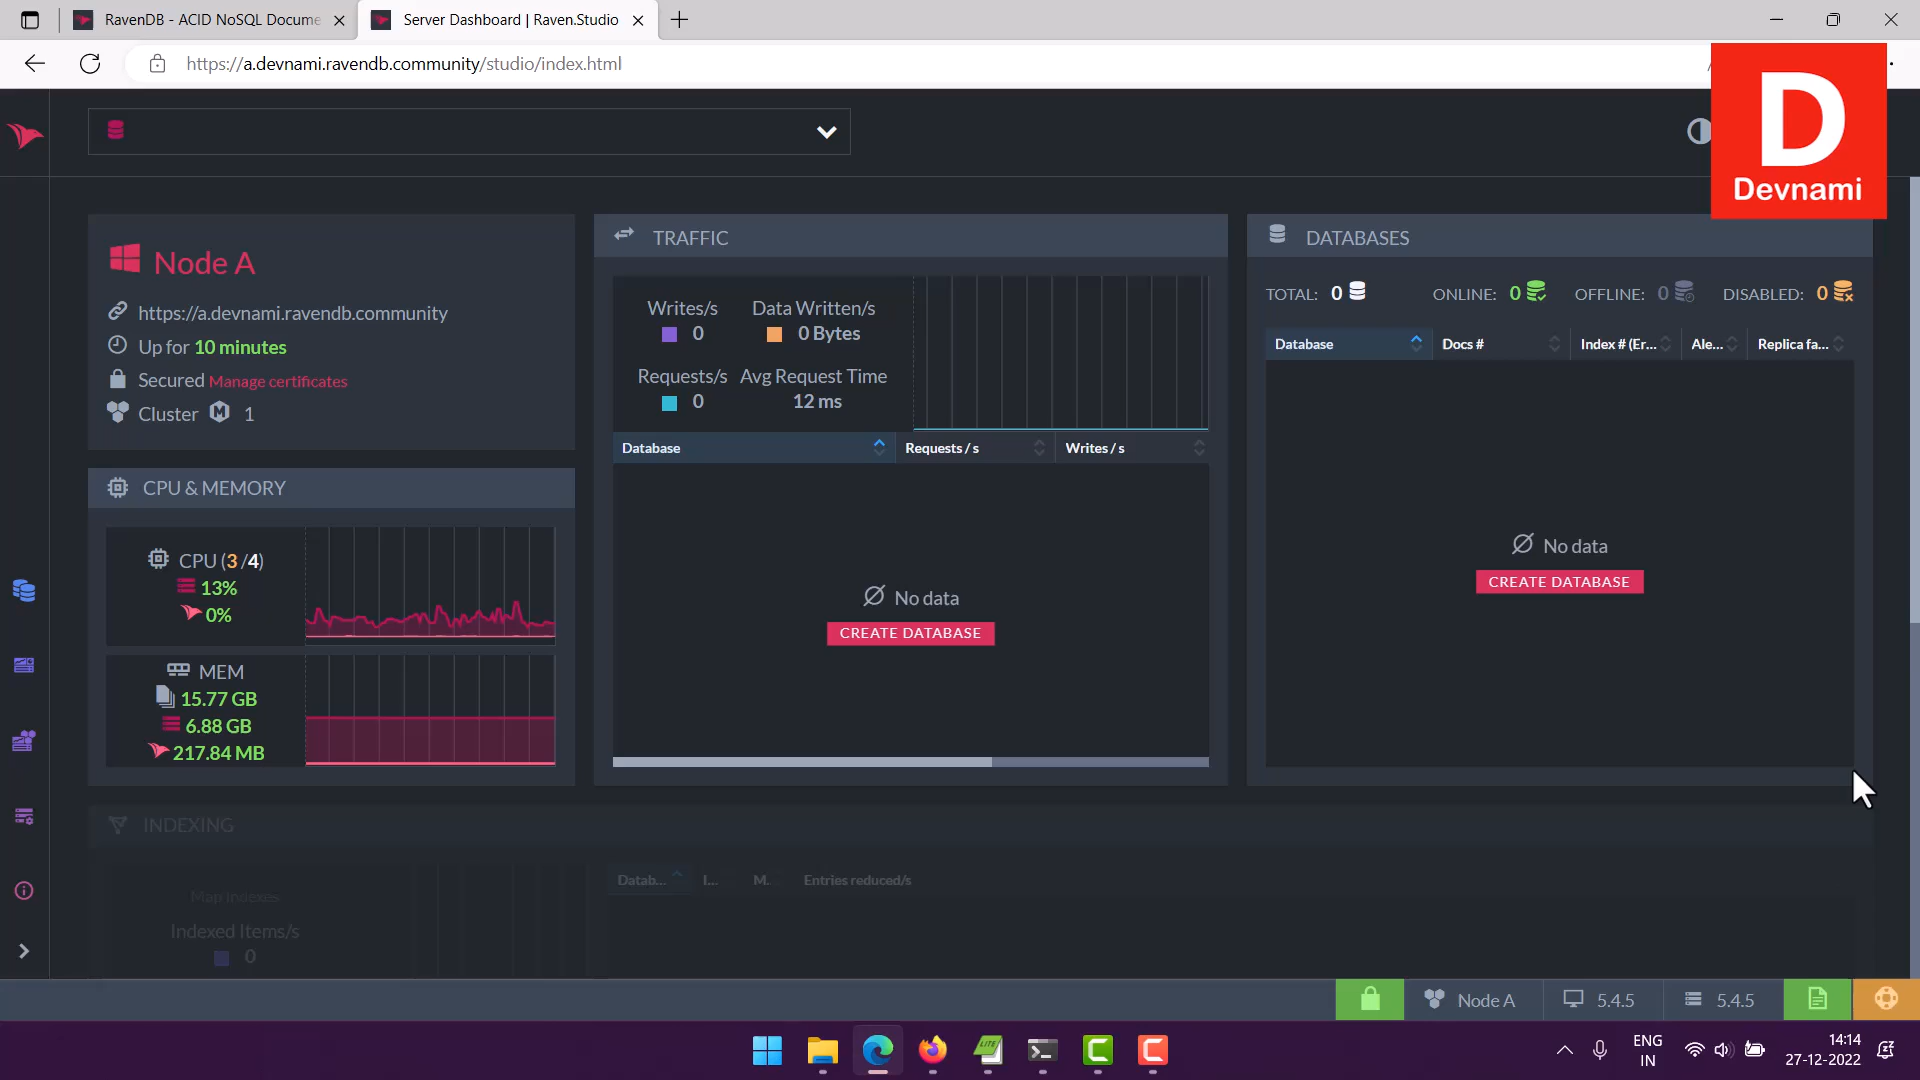 RavenDB - ACID NoSQL Docume
Server Dashboard | Raven.Studio
https://a.devnami.ravendb.community/studio/index.html
D
Devnami
Node A
https://a.devnami.ravendb.community
Up for 10 minutes
Secured Manage certificates
Cluster 1
CPU & MEMORY
CPU (3 /4)
13%
0%
MEM
15.77 GB
6.88 GB
217.84 MB
TRAFFIC
Writes/s Data Written/s
0 0 Bytes
Requests/s Avg Request Time
0 12 ms
Database Requests / s Writes / s
No data
CREATE DATABASE
DATABASES
TOTAL: 0 ONLINE: 0 OFFLINE: 0 DISABLED: 0
Database Docs # Index # (Er... Ale... Replica fa...
No data
CREATE DATABASE
INDEXING
Map Indexes
Indexed Items/s
0
Datab... I... M. Entries reduced/s
Node A 5.4.5 5.4.5
LITE
ENG
IN
14:14
27-12-2022